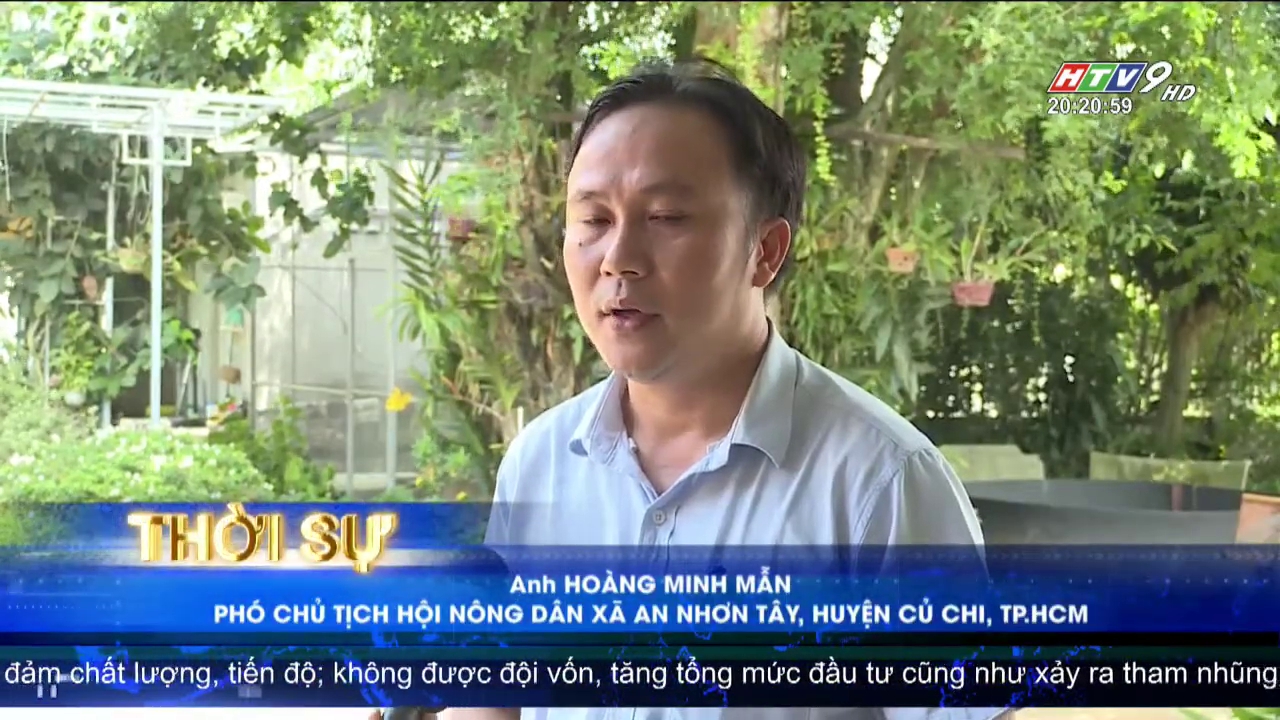 HTV9 HD
20:20:59
THỜI SỰ
Anh HOÀNG MINH MẪN
PHÓ CHỦ TỊCH HỘI NÔNG DÂN XÃ AN NHƠN TÂY, HUYỆN CỦ CHI, TP.HCM
đảm chất lượng, tiến độ; không được đội vốn, tăng tổng mức đầu tư cũng như xảy ra tham nhũng